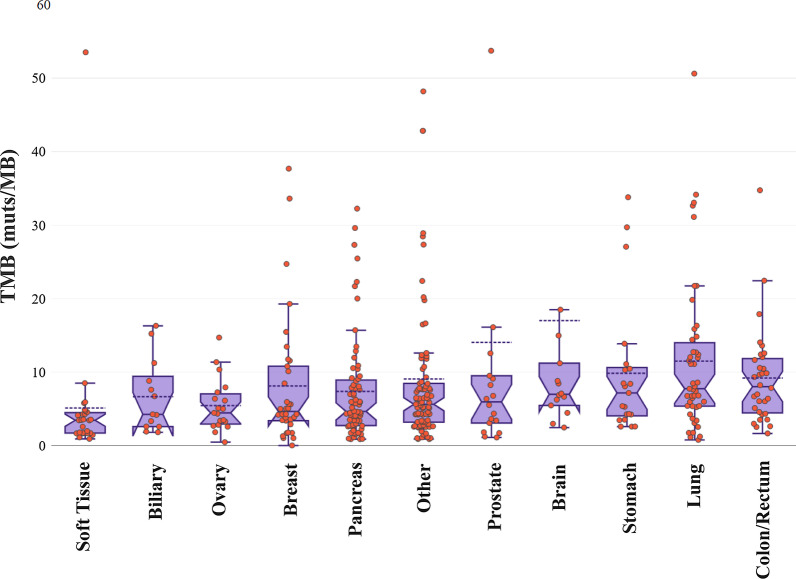 60
50
40
30
20
10
0
TMB (muts/MB)
Soft Tissue
Biliary
Ovary
Breast
Pancreas
Other
Prostate
Brain
Stomach
Lung
Colon/Rectum